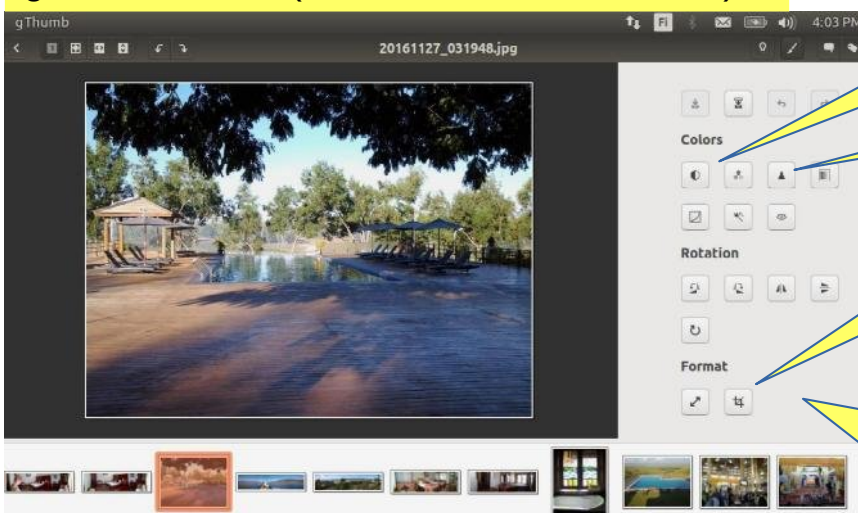 gThumb
Fi
4:03 PM
20161127_031948.jpg
Colors
Rotation
Format